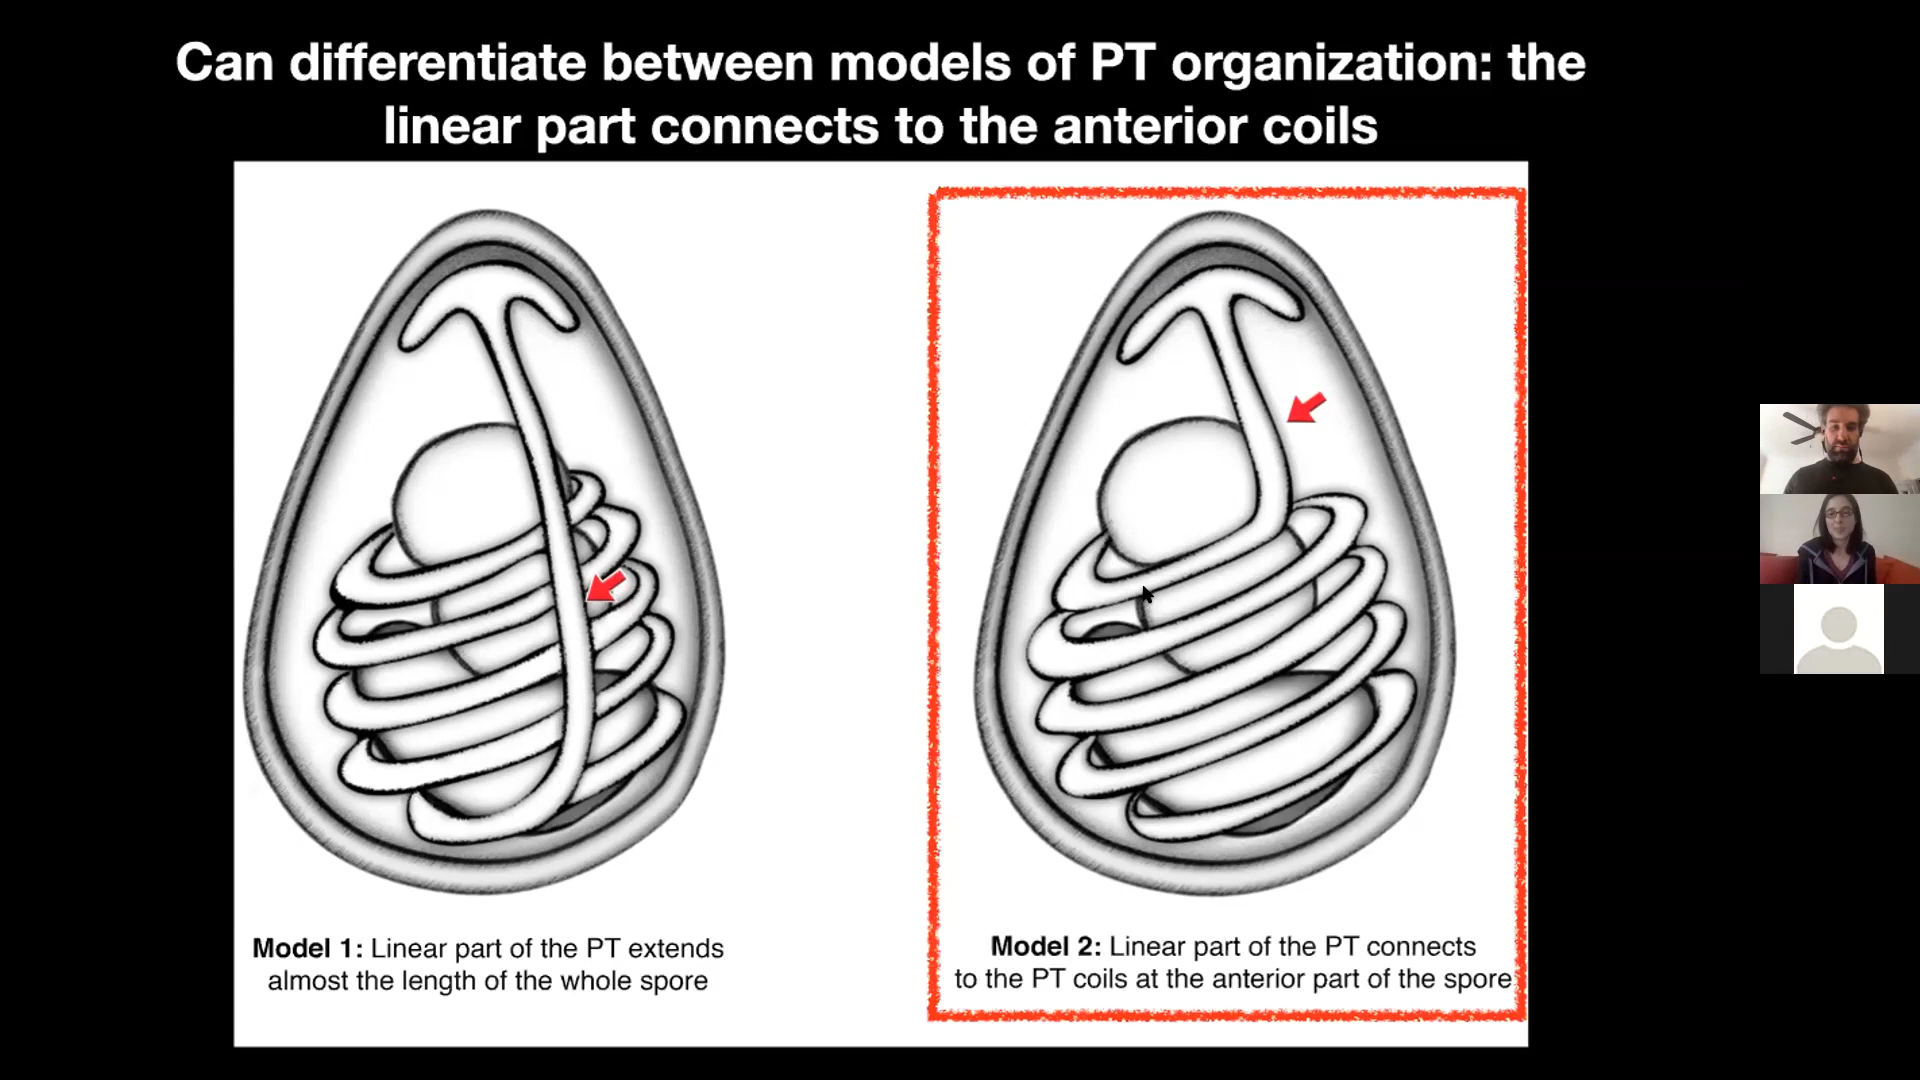 Can differentiate between models of PT organization: the
linear part connects to the anterior coils
Model 1: Linear part of the PT extends
almost the length of the whole spore
Model 2: Linear part of the PT connects
to the PT coils at the anterior part of the spore